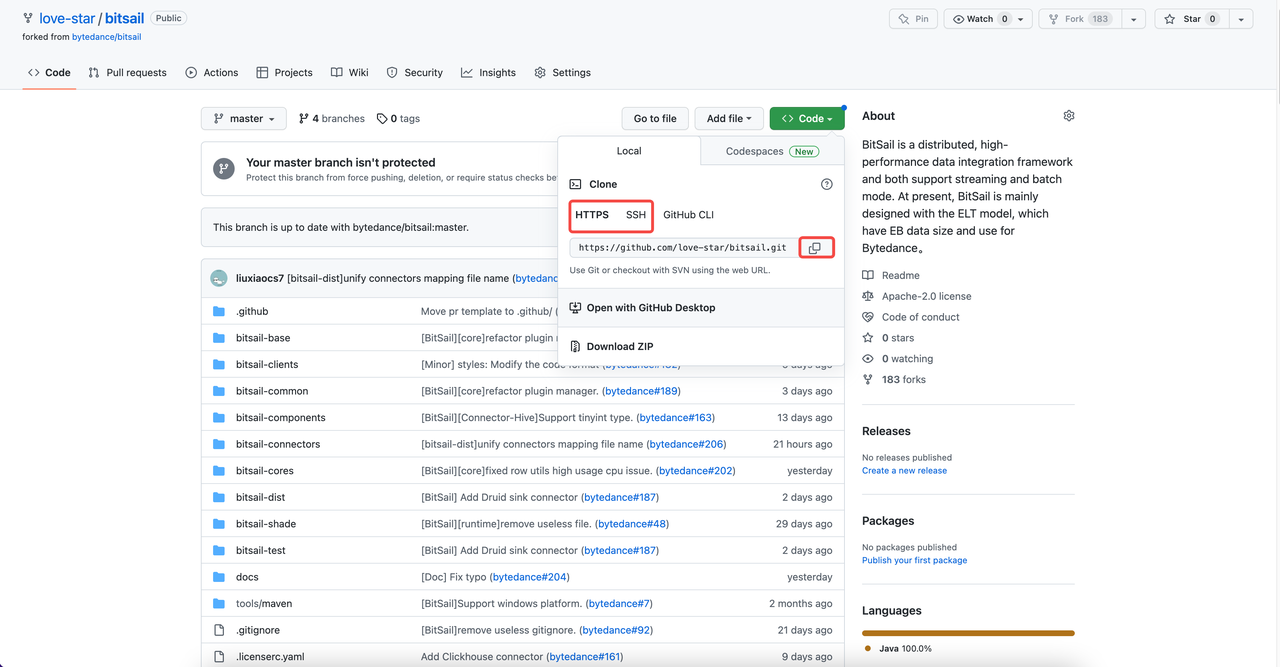 love-star / bitsail Public
forked from bytedance/bitsail
Pin
Watch 0
Fork 183
Star 0
Code
Pull requests
Actions
Projects
Wiki
Security
Insights
Settings
master
4 branches
0 tags
Go to file
Add file
Code
Your master branch isn't protected
Protect this branch from force pushing, deletion, or require status checks
This branch is up to date with bytedance/bitsail:master.
liuxiaocs7 [bitsail-dist]unify connectors mapping file name
Local
Codespaces New
Clone
HTTPS SSH GitHub CLI
https://github.com/love-star/bitsail.git
Use Git or checkout with SVN using the web URL.
Open with GitHub Desktop
Download ZIP
.github Move pr template to .github/ (
bitsail-base [BitSail][core]refactor plugin
bitsail-clients [Minor] styles: Modify the code format
bitsail-common [BitSail][core]refactor plugin manager. (bytedance#189) 3 days ago
bitsail-components [BitSail][Connector-Hive]Support tinyint type. (bytedance#163) 13 days ago
bitsail-connectors [bitsail-dist]unify connectors mapping file name (bytedance#206) 21 hours ago
bitsail-cores [BitSail][core]fixed row utils high usage cpu issue. (bytedance#202) yesterday
bitsail-dist [BitSail] Add Druid sink connector (bytedance#187) 2 days ago
bitsail-shade [BitSail][runtime]remove useless file. (bytedance#48) 29 days ago
bitsail-test [BitSail] Add Druid sink connector (bytedance#187) 2 days ago
docs [Doc] Fix typo (bytedance#204) yesterday
tools/maven [BitSail]Support windows platform. (bytedance#7) 2 months ago
.gitignore [BitSail]remove useless gitignore. (bytedance#92) 21 days ago
.licenserc.yaml Add Clickhouse connector (bytedance#161) 9 days ago
About
BitSail is a distributed, high-
performance data integration framework
and both support streaming and batch
mode. At present, BitSail is mainly
designed with the ELT model, which
have EB data size and use for
Bytedance。
Readme
Apache-2.0 license
Code of conduct
0 stars
0 watching
183 forks
Releases
No releases published
Create a new release
Packages
No packages published
Publish your first package
Languages
Java 100.0%